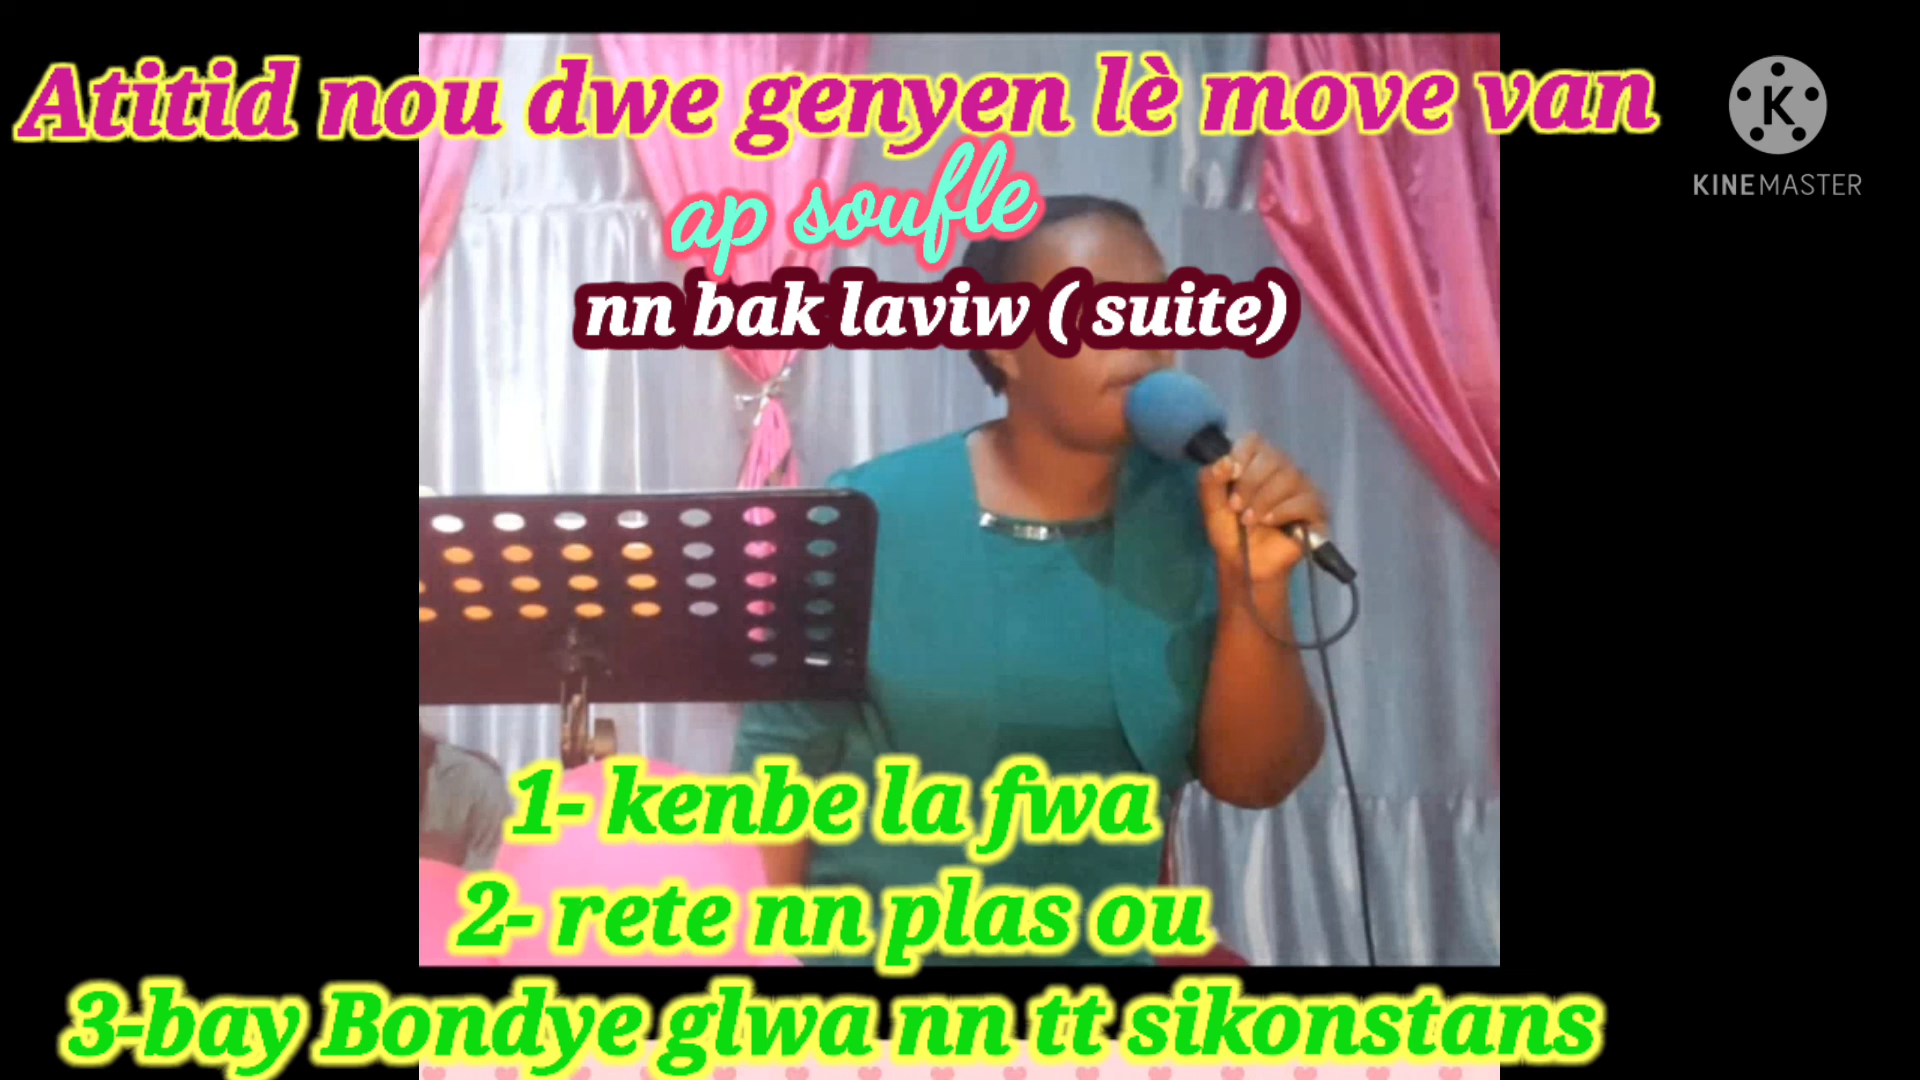 Atitid nou dwe genyen lè move van
ap soufle
nn bak laviw ( suite)
K
KINEMASTER
1- kenbe la fwa
2- rete nn plas ou
3-bay Bondye glwa nn tt sikonstans